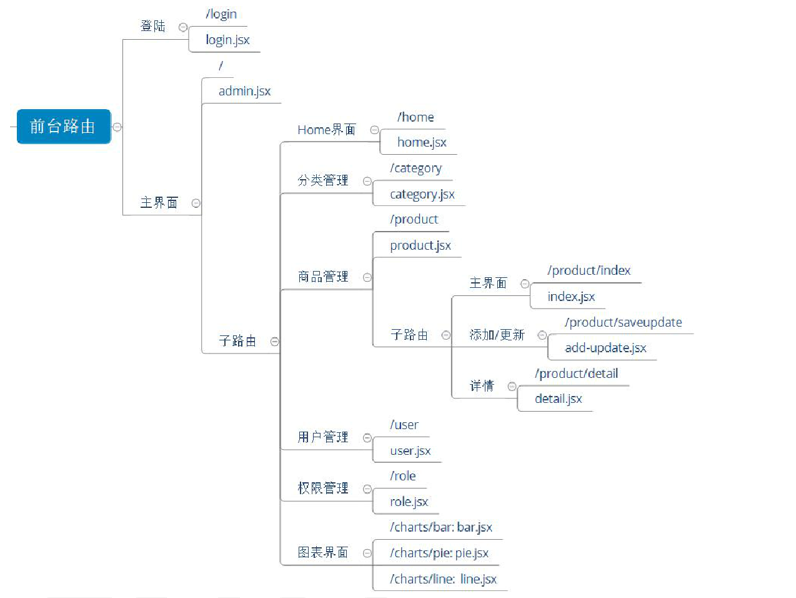 前台路由
登陆
/login
login.jsx
主界面
/
admin.jsx
子路由
Home界面
/home
home.jsx
分类管理
/category
category.jsx
商品管理
/product
product.jsx
子路由
主界面
/product/index
index.jsx
添加/更新
/product/saveupdate
add-update.jsx
详情
/product/detail
detail.jsx
用户管理
/user
user.jsx
权限管理
/role
role.jsx
图表界面
/charts/bar: bar.jsx
/charts/pie: pie.jsx
/charts/line: line.jsx